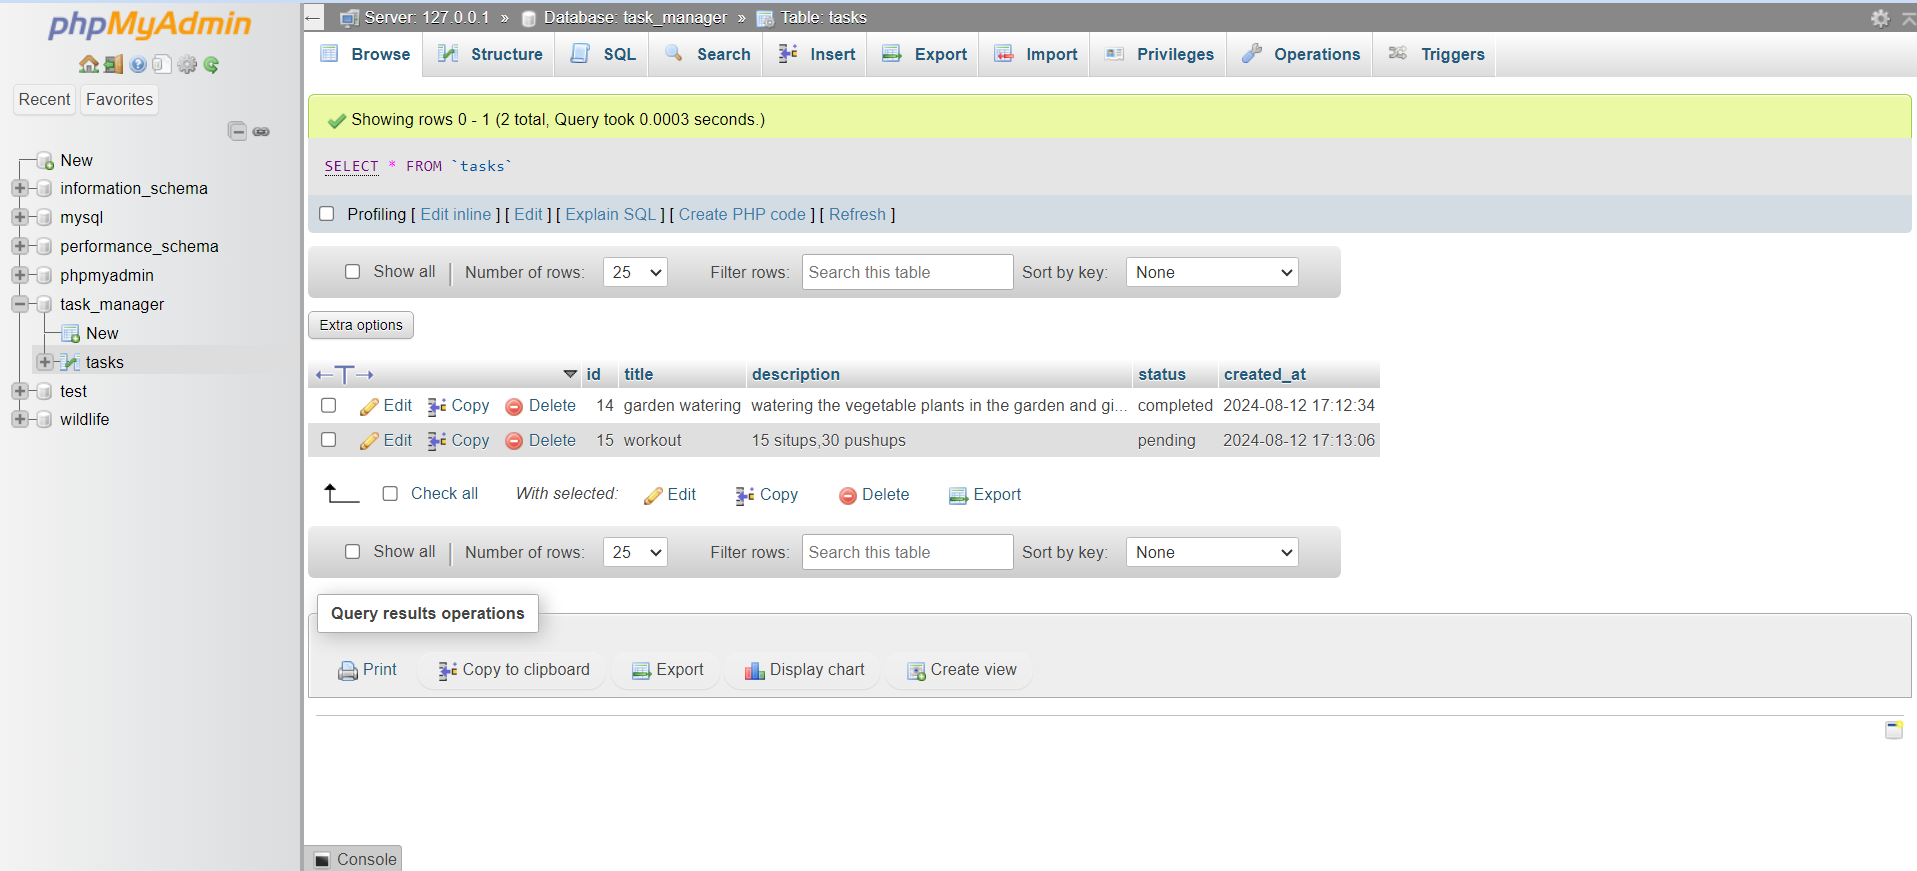 phpMyAdmin
Recent Favorites
New
information_schema
mysql
performance_schema
phpmyadmin
task_manager
New
tasks
test
wildlife
Server: 127.0.0.1 » Database: task_manager » Table: tasks
Browse Structure SQL Search Insert Export Import Privileges Operations Triggers
Showing rows 0 - 1 (2 total, Query took 0.0003 seconds.)
SELECT * FROM `tasks`
Profiling [ Edit inline ] [ Edit ] [ Explain SQL ] [ Create PHP code ] [ Refresh ]
Show all Number of rows: 25 Filter rows: Search this table Sort by key: None
Extra options
id title description status created_at
Edit Copy Delete 14 garden watering watering the vegetable plants in the garden and gi... completed 2024-08-12 17:12:34
Edit Copy Delete 15 workout 15 situps,30 pushups pending 2024-08-12 17:13:06
Check all With selected: Edit Copy Delete Export
Show all Number of rows: 25 Filter rows: Search this table Sort by key: None
Query results operations
Print Copy to clipboard Export Display chart Create view
Console